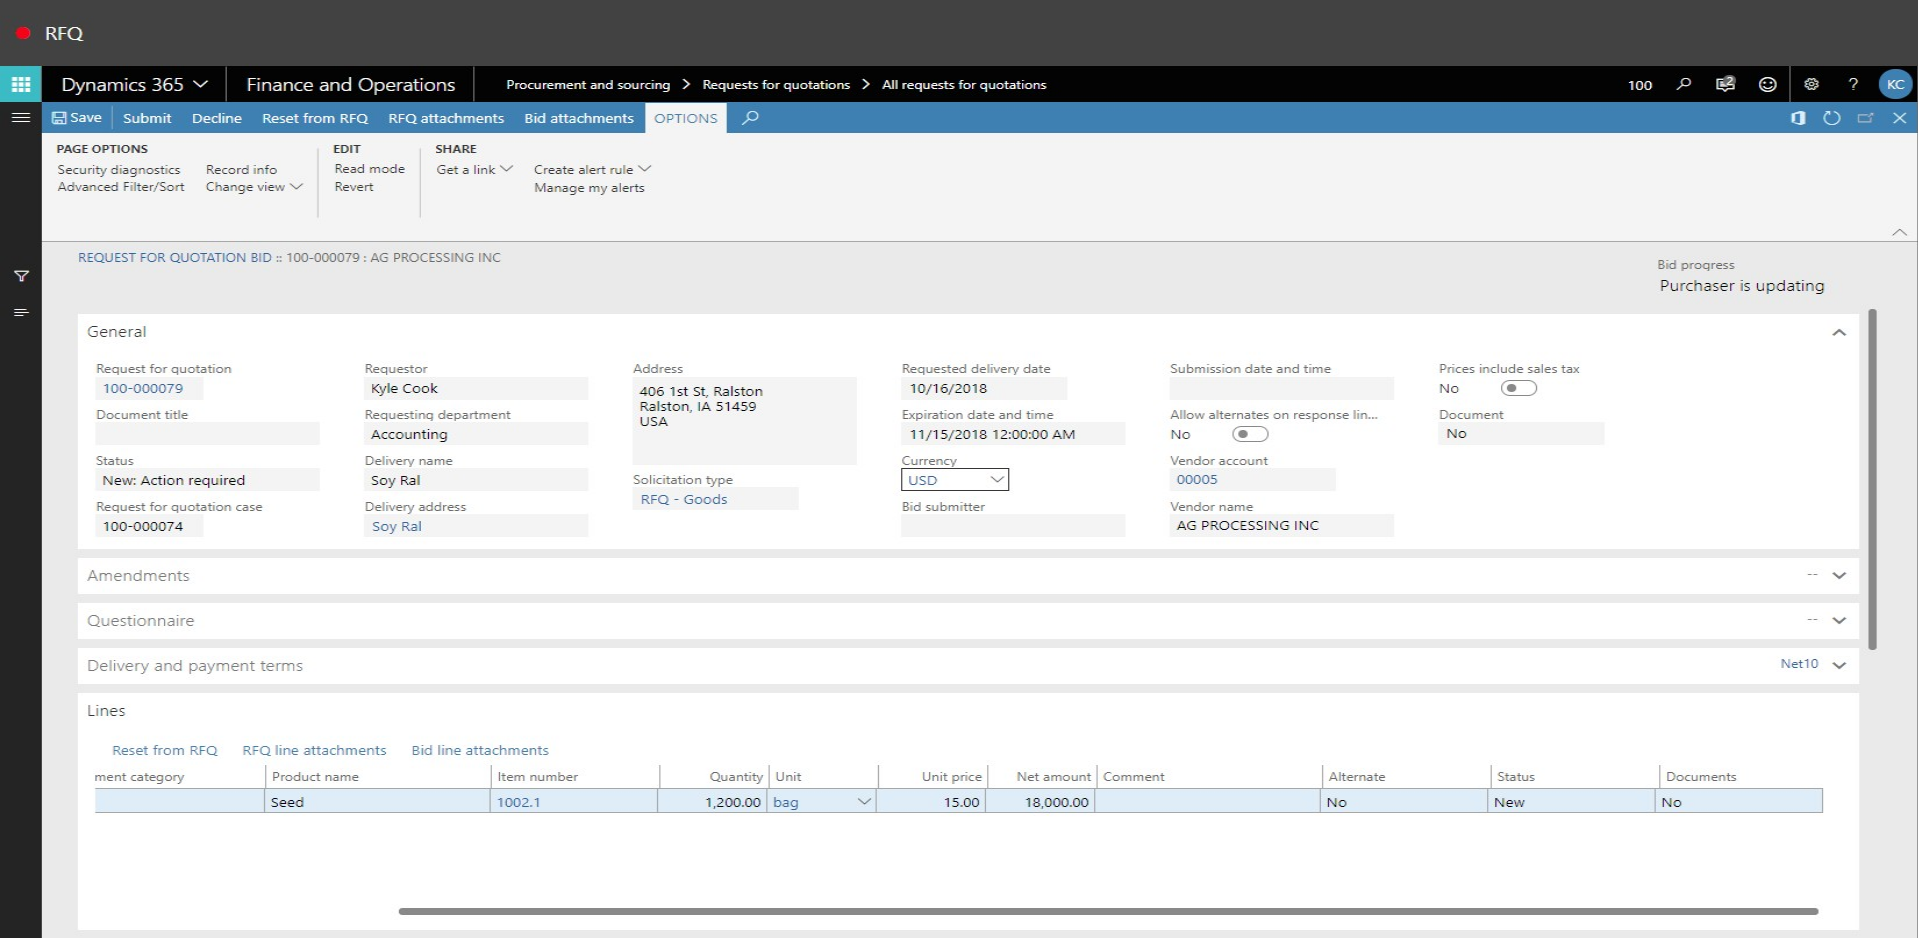 RFQ
Dynamics 365
Finance and Operations
Procurement and sourcing > Requests for quotations > All requests for quotations
100
2
?
KC
Save Submit Decline Reset from RFQ RFQ attachments Bid attachments OPTIONS
PAGE OPTIONS
Security diagnostics Record info
Advanced Filter/Sort Change view
EDIT
Read mode
Revert
SHARE
Get a link Create alert rule
Manage my alerts
REQUEST FOR QUOTATION BID :: 100-000079 : AG PROCESSING INC
Bid progress
Purchaser is updating
General
Request for quotation
100-000079
Document title
Status
New: Action required
Request for quotation case
100-000074
Requestor
Kyle Cook
Requesting department
Accounting
Delivery name
Soy Ral
Delivery address
Soy Ral
Address
406 1st St, Ralston
Ralston, IA 51459
USA
Solicitation type
RFQ - Goods
Requested delivery date
10/16/2018
Expiration date and time
11/15/2018 12:00:00 AM
Currency
USD
Bid submitter
Submission date and time
Allow alternates on response lin...
No
Vendor account
00005
Vendor name
AG PROCESSING INC
Prices include sales tax
No
Document
No
Amendments --
Questionnaire --
Delivery and payment terms Net10
Lines
Reset from RFQ RFQ line attachments Bid line attachments
ment category Product name Item number Quantity Unit Unit price Net amount Comment Alternate Status Documents
Seed 1002.1 1,200.00 bag 15.00 18,000.00 No New No